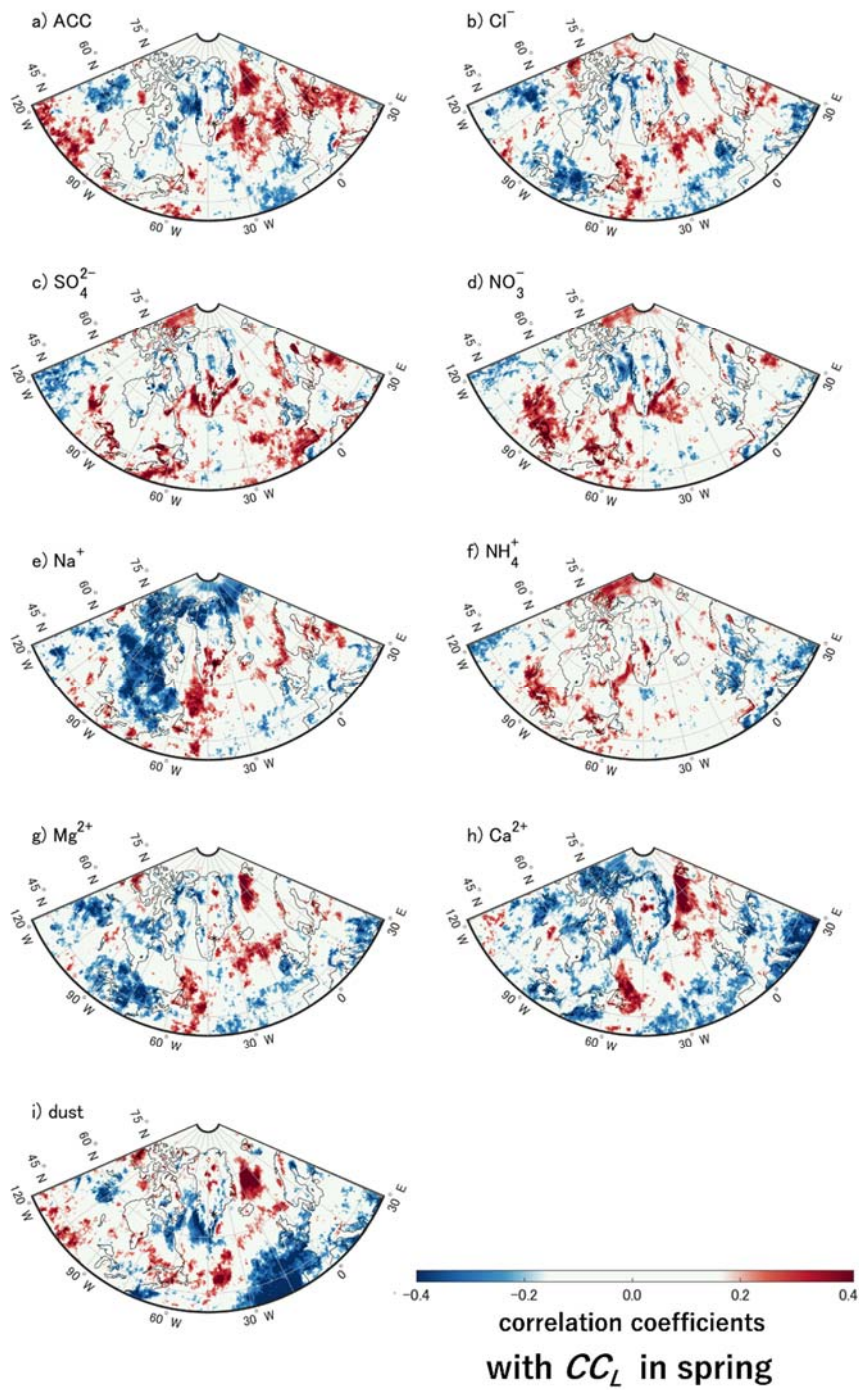 a) ACC
75° N
60° N
45° N
120° W
90° W
60° W
30° W
0°
30° E
b) Cl⁻
75° N
60° N
45° N
120° W
90° W
60° W
30° W
0°
30° E
c) SO₄²⁻
75° N
60° N
45° N
120° W
90° W
60° W
30° W
0°
30° E
d) NO₃⁻
75° N
60° N
45° N
120° W
90° W
60° W
30° W
0°
30° E
e) Na⁺
75° N
60° N
45° N
120° W
90° W
60° W
30° W
0°
30° E
f) NH₄⁺
75° N
60° N
45° N
120° W
90° W
60° W
30° W
0°
30° E
g) Mg²⁺
75° N
60° N
45° N
120° W
90° W
60° W
30° W
0°
30° E
h) Ca²⁺
75° N
60° N
45° N
120° W
90° W
60° W
30° W
0°
30° E
i) dust
75° N
60° N
45° N
120° W
90° W
60° W
30° W
0°
30° E
−0.4 −0.2 0.0 0.2 0.4
correlation coefficients
with CC_L in spring